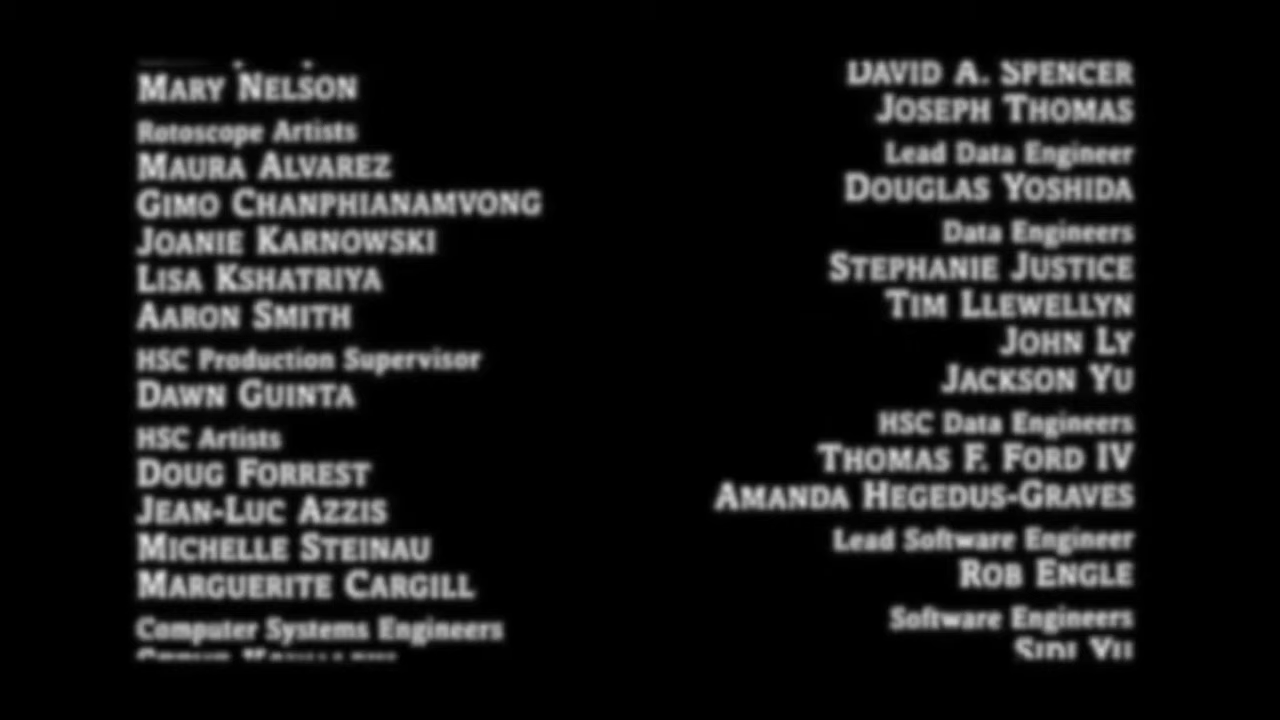 MARY NELSON
Rotoscope Artists
MAURA ALVAREZ
GIMO CHANPHIANAMVONG
JOANIE KARNOWSKI
LISA KSHATRIYA
AARON SMITH
HSC Production Supervisor
DAWN GUINTA
HSC Artists
DOUG FORREST
JEAN-LUC AZZIS
MICHELLE STEINAU
MARGUERITE CARGILL
Computer Systems Engineers
DAVID A. SPENCER
JOSEPH THOMAS
Lead Data Engineer
DOUGLAS YOSHIDA
Data Engineers
STEPHANIE JUSTICE
TIM LLEWELLYN
JOHN LY
JACKSON YU
HSC Data Engineers
THOMAS F. FORD IV
AMANDA HEGEDUS-GRAVES
Lead Software Engineer
ROB ENGLE
Software Engineers